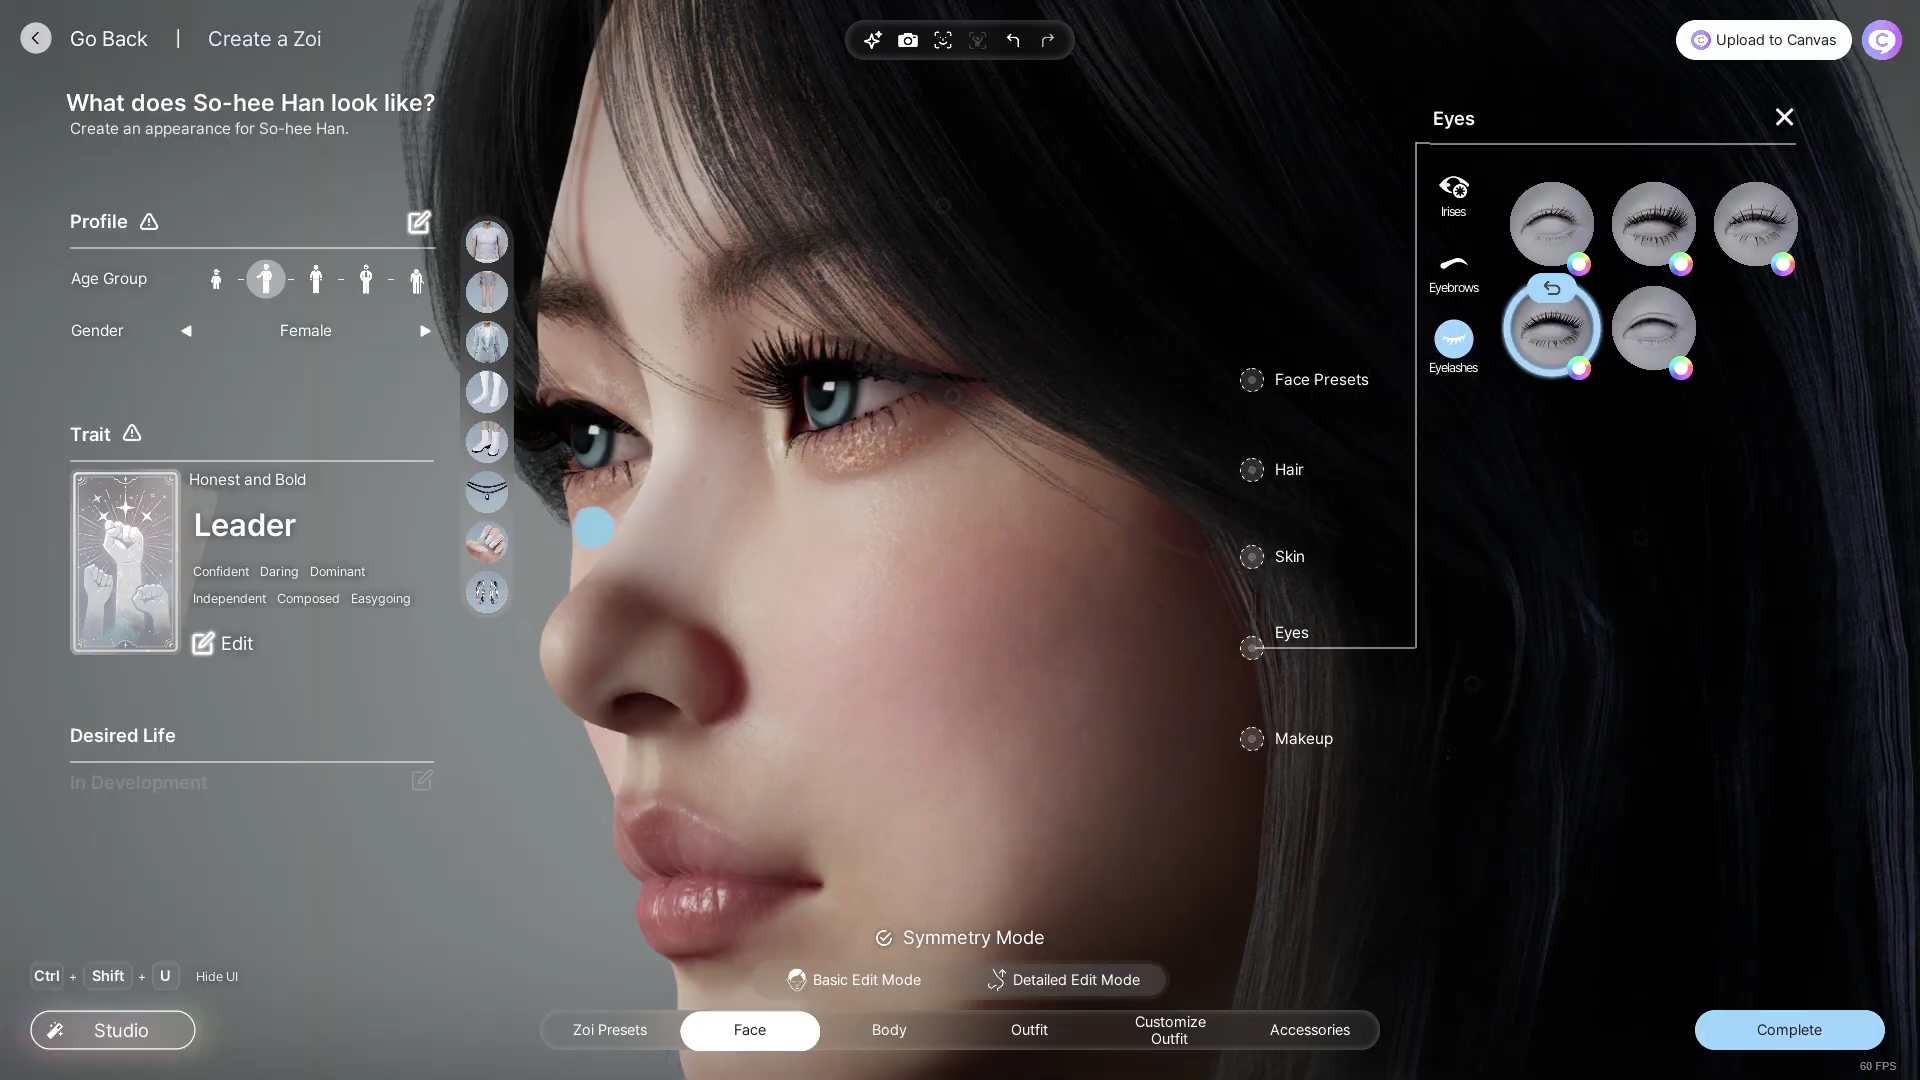 Go Back | Create a Zoi
Upload to Canvas
What does So-hee Han look like?
Create an appearance for So-hee Han.
Profile
Age Group
Gender
Female
Trait
Honest and Bold
Leader
Confident Daring Dominant
Independent Composed Easygoing
Edit
Desired Life
In Development
Ctrl + Shift + U Hide UI
Studio
Eyes
Irises
Eyebrows
Eyelashes
Face Presets
Hair
Skin
Eyes
Makeup
Symmetry Mode
Basic Edit Mode
Detailed Edit Mode
Zoi Presets
Face
Body
Outfit
Customize
Outfit
Accessories
Complete
60 FPS